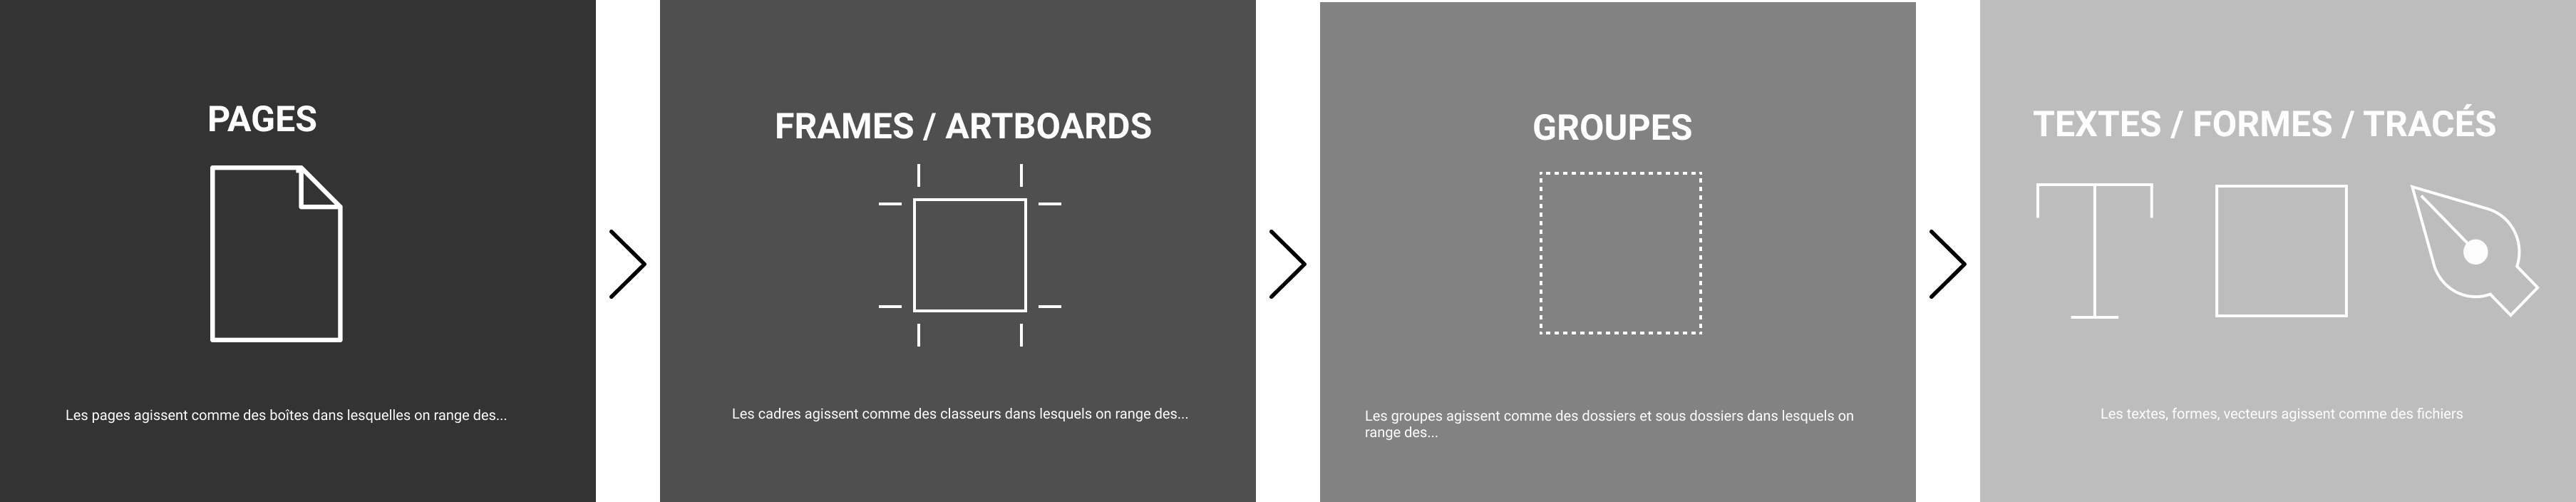 PAGES
Les pages agissent comme des boîtes dans lesquelles on range des...
FRAMES / ARTBOARDS
Les cadres agissent comme des classeurs dans lesquels on range des...
GROUPES
Les groupes agissent comme des dossiers et sous dossiers dans lesquels on
range des...
TEXTES / FORMES / TRACÉS
Les textes, formes, vecteurs agissent comme des fichiers